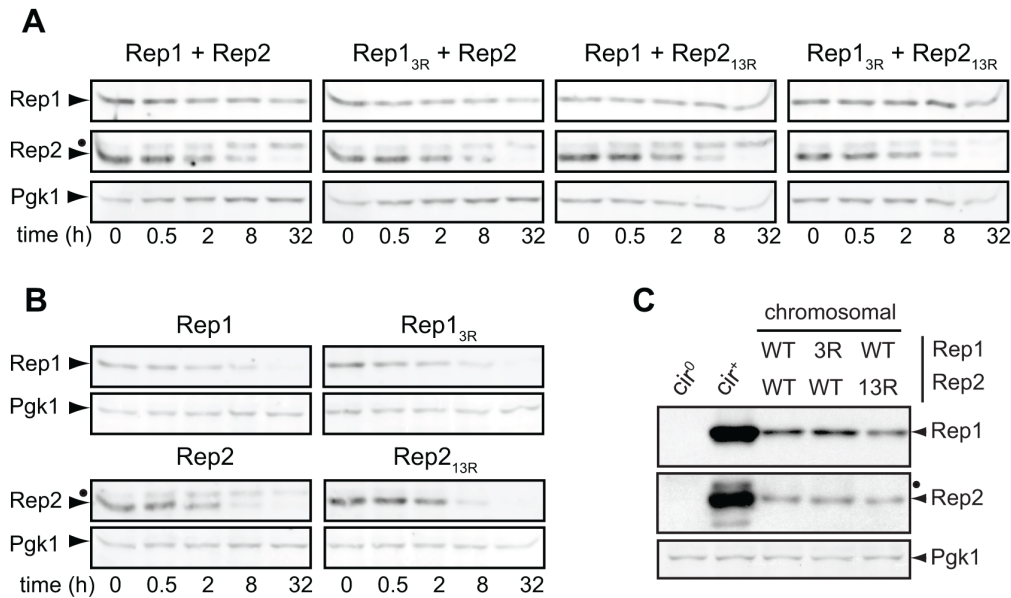 A
Rep1 + Rep2 Rep1₃R + Rep2 Rep1 + Rep2₁₃R Rep1₃R + Rep2₁₃R
Rep1
Rep2
Pgk1
time (h) 0 0.5 2 8 32 0 0.5 2 8 32 0 0.5 2 8 32 0 0.5 2 8 32
B
Rep1 Rep1₃R
Rep1
Pgk1
Rep2 Rep2₁₃R
Rep2
Pgk1
time (h) 0 0.5 2 8 32 0 0.5 2 8 32
C
chromosomal
cir⁰ cir⁺ WT 3R WT Rep1
WT WT 13R Rep2
Rep1
Rep2
Pgk1